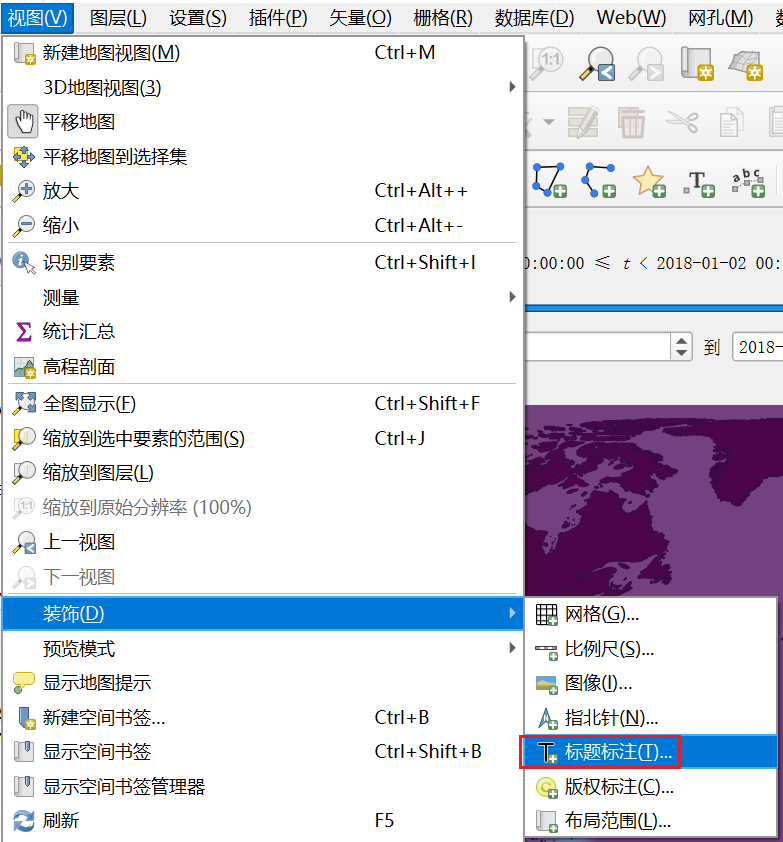 视图(V) 图层(L) 设置(S) 插件(P) 矢量(O) 栅格(R) 数据库(D) Web(W) 网孔(M)
新建地图视图(M) Ctrl+M
3D地图视图(3)
平移地图
平移地图到选择集
放大 Ctrl+Alt++
缩小 Ctrl+Alt+-
识别要素 Ctrl+Shift+I
测量
统计汇总
高程剖面
全图显示(F) Ctrl+Shift+F
缩放到选中要素的范围(S) Ctrl+J
缩放到图层(L)
缩放到原始分辨率 (100%)
上一视图
下一视图
装饰(D)
预览模式
显示地图提示
新建空间书签... Ctrl+B
显示空间书签 Ctrl+Shift+B
显示空间书签管理器
刷新 F5
1:1
T
abc
0:00:00 ≤ t < 2018-01-02 00:
到 2018-
网格(G)...
比例尺(S)...
图像(I)...
指北针(N)...
标题标注(T)...
版权标注(C)...
布局范围(L)...